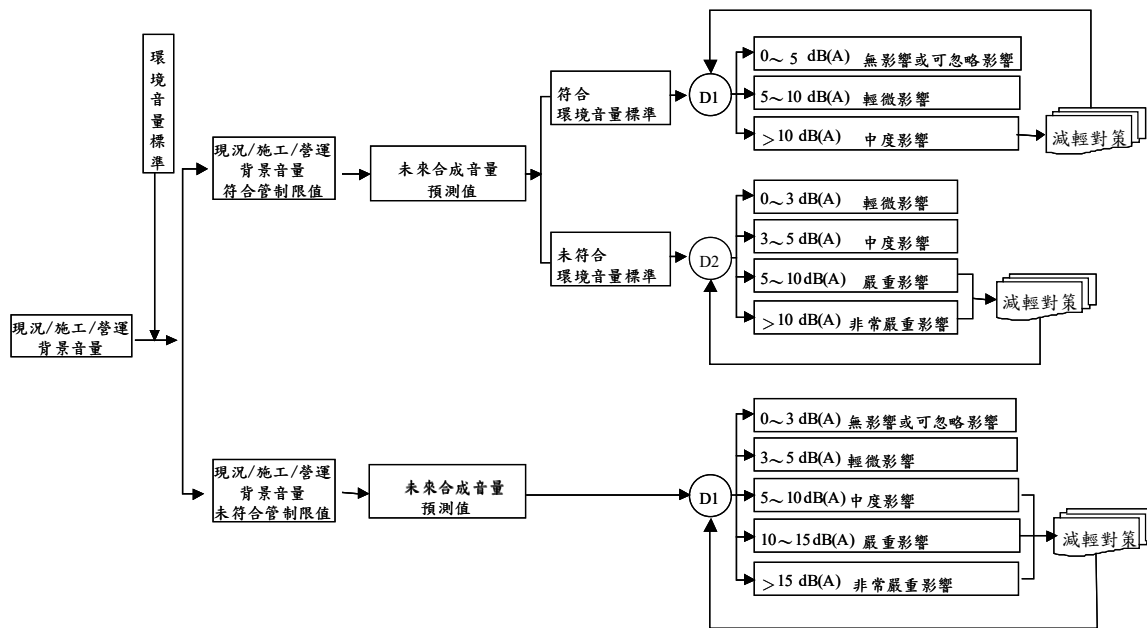 環境音量標準
現況/施工/營運
背景音量
現況/施工/營運
背景音量
符合管制限值
未來合成音量
預測值
符合
環境音量標準
D1
0～5 dB(A) 無影響或可忽略影響
5～10 dB(A) 輕微影響
>10 dB(A) 中度影響
減輕對策
未符合
環境音量標準
D2
0～3 dB(A) 輕微影響
3～5 dB(A) 中度影響
5～10dB(A) 嚴重影響
>10 dB(A) 非常嚴重影響
減輕對策
現況/施工/營運
背景音量
未符合管制限值
未來合成音量
預測值
D1
0～3 dB(A) 無影響或可忽略影響
3～5 dB(A) 輕微影響
5～10 dB(A) 中度影響
10～15 dB(A) 嚴重影響
>15 dB(A) 非常嚴重影響
減輕對策